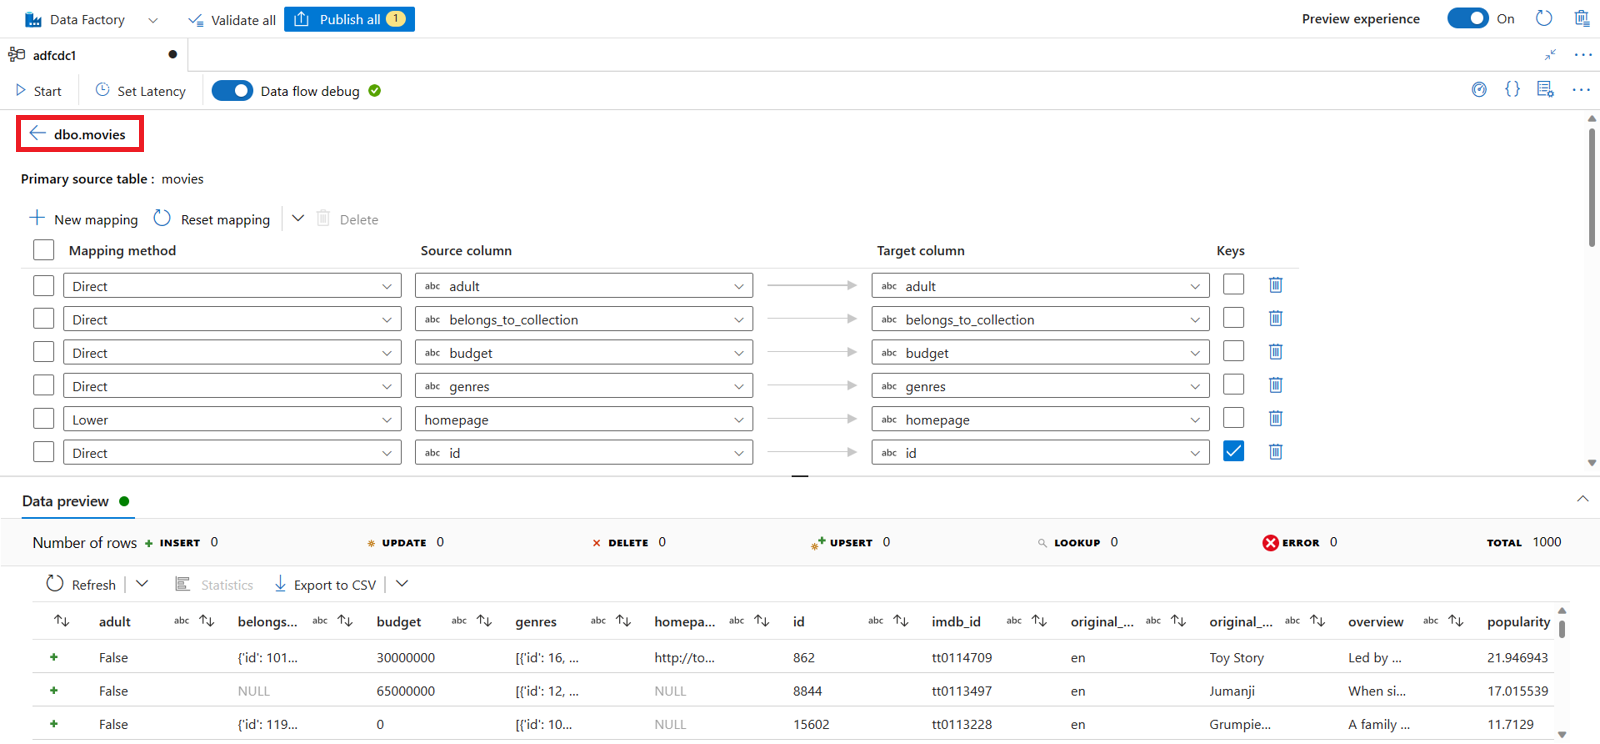 Data Factory Validate all Publish all 1 Preview experience On
adfcdc1
Start Set Latency Data flow debug
dbo.movies
Primary source table : movies
New mapping Reset mapping Delete
Mapping method Source column Target column Keys
Direct abc adult abc adult
Direct abc belongs_to_collection abc belongs_to_collection
Direct abc budget abc budget
Direct abc genres abc genres
Lower homepage abc homepage
Direct abc id abc id
Data preview
Number of rows INSERT 0 UPDATE 0 DELETE 0 UPSERT 0 LOOKUP 0 ERROR 0 TOTAL 1000
Refresh Statistics Export to CSV
adult abc belongs... abc budget abc genres abc homepa... abc id abc imdb_id abc original_... abc original_... abc overview abc popularity
False {'id': 101... 30000000 [{'id': 16, ... http://to... 862 tt0114709 en Toy Story Led by ... 21.946943
False NULL 65000000 [{'id': 12, ... NULL 8844 tt0113497 en Jumanji When si... 17.015539
False {'id': 119... 0 [{'id': 10... NULL 15602 tt0113228 en Grumpie... A family ... 11.7129